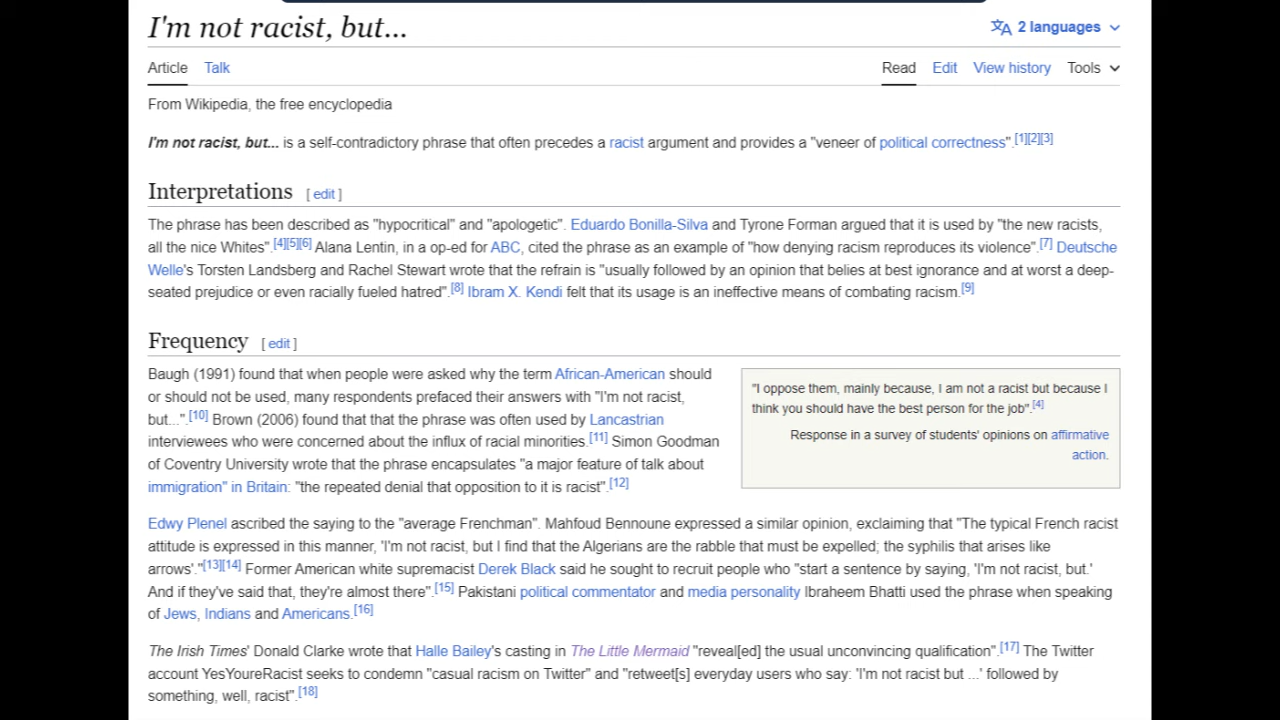 I'm not racist, but...
2 languages
Article Talk
Read Edit View history Tools
From Wikipedia, the free encyclopedia
I'm not racist, but... is a self-contradictory phrase that often precedes a racist argument and provides a "veneer of political correctness".[1][2][3]
Interpretations [ edit ]
The phrase has been described as "hypocritical" and "apologetic". Eduardo Bonilla-Silva and Tyrone Forman argued that it is used by "the new racists,
all the nice Whites".[4][5][6] Alana Lentin, in a op-ed for ABC, cited the phrase as an example of "how denying racism reproduces its violence".[7] Deutsche
Welle's Torsten Landsberg and Rachel Stewart wrote that the refrain is "usually followed by an opinion that belies at best ignorance and at worst a deep-
seated prejudice or even racially fueled hatred".[8] Ibram X. Kendi felt that its usage is an ineffective means of combating racism.[9]
Frequency [ edit ]
Baugh (1991) found that when people were asked why the term African-American should
or should not be used, many respondents prefaced their answers with "I'm not racist,
but...".[10] Brown (2006) found that that the phrase was often used by Lancastrian
interviewees who were concerned about the influx of racial minorities.[11] Simon Goodman
of Coventry University wrote that the phrase encapsulates "a major feature of talk about
immigration" in Britain: "the repeated denial that opposition to it is racist".[12]
"I oppose them, mainly because, I am not a racist but because I
think you should have the best person for the job".[4]
Response in a survey of students' opinions on affirmative
action.
Edwy Plenel ascribed the saying to the "average Frenchman". Mahfoud Bennoune expressed a similar opinion, exclaiming that "The typical French racist
attitude is expressed in this manner, 'I'm not racist, but I find that the Algerians are the rabble that must be expelled; the syphilis that arises like
arrows'."[13][14] Former American white supremacist Derek Black said he sought to recruit people who "start a sentence by saying, 'I'm not racist, but.'
And if they've said that, they're almost there".[15] Pakistani political commentator and media personality Ibraheem Bhatti used the phrase when speaking
of Jews, Indians and Americans.[16]
The Irish Times' Donald Clarke wrote that Halle Bailey's casting in The Little Mermaid "reveal[ed] the usual unconvincing qualification".[17] The Twitter
account YesYoureRacist seeks to condemn "casual racism on Twitter" and "retweet[s] everyday users who say: 'I'm not racist but ...' followed by
something, well, racist".[18]